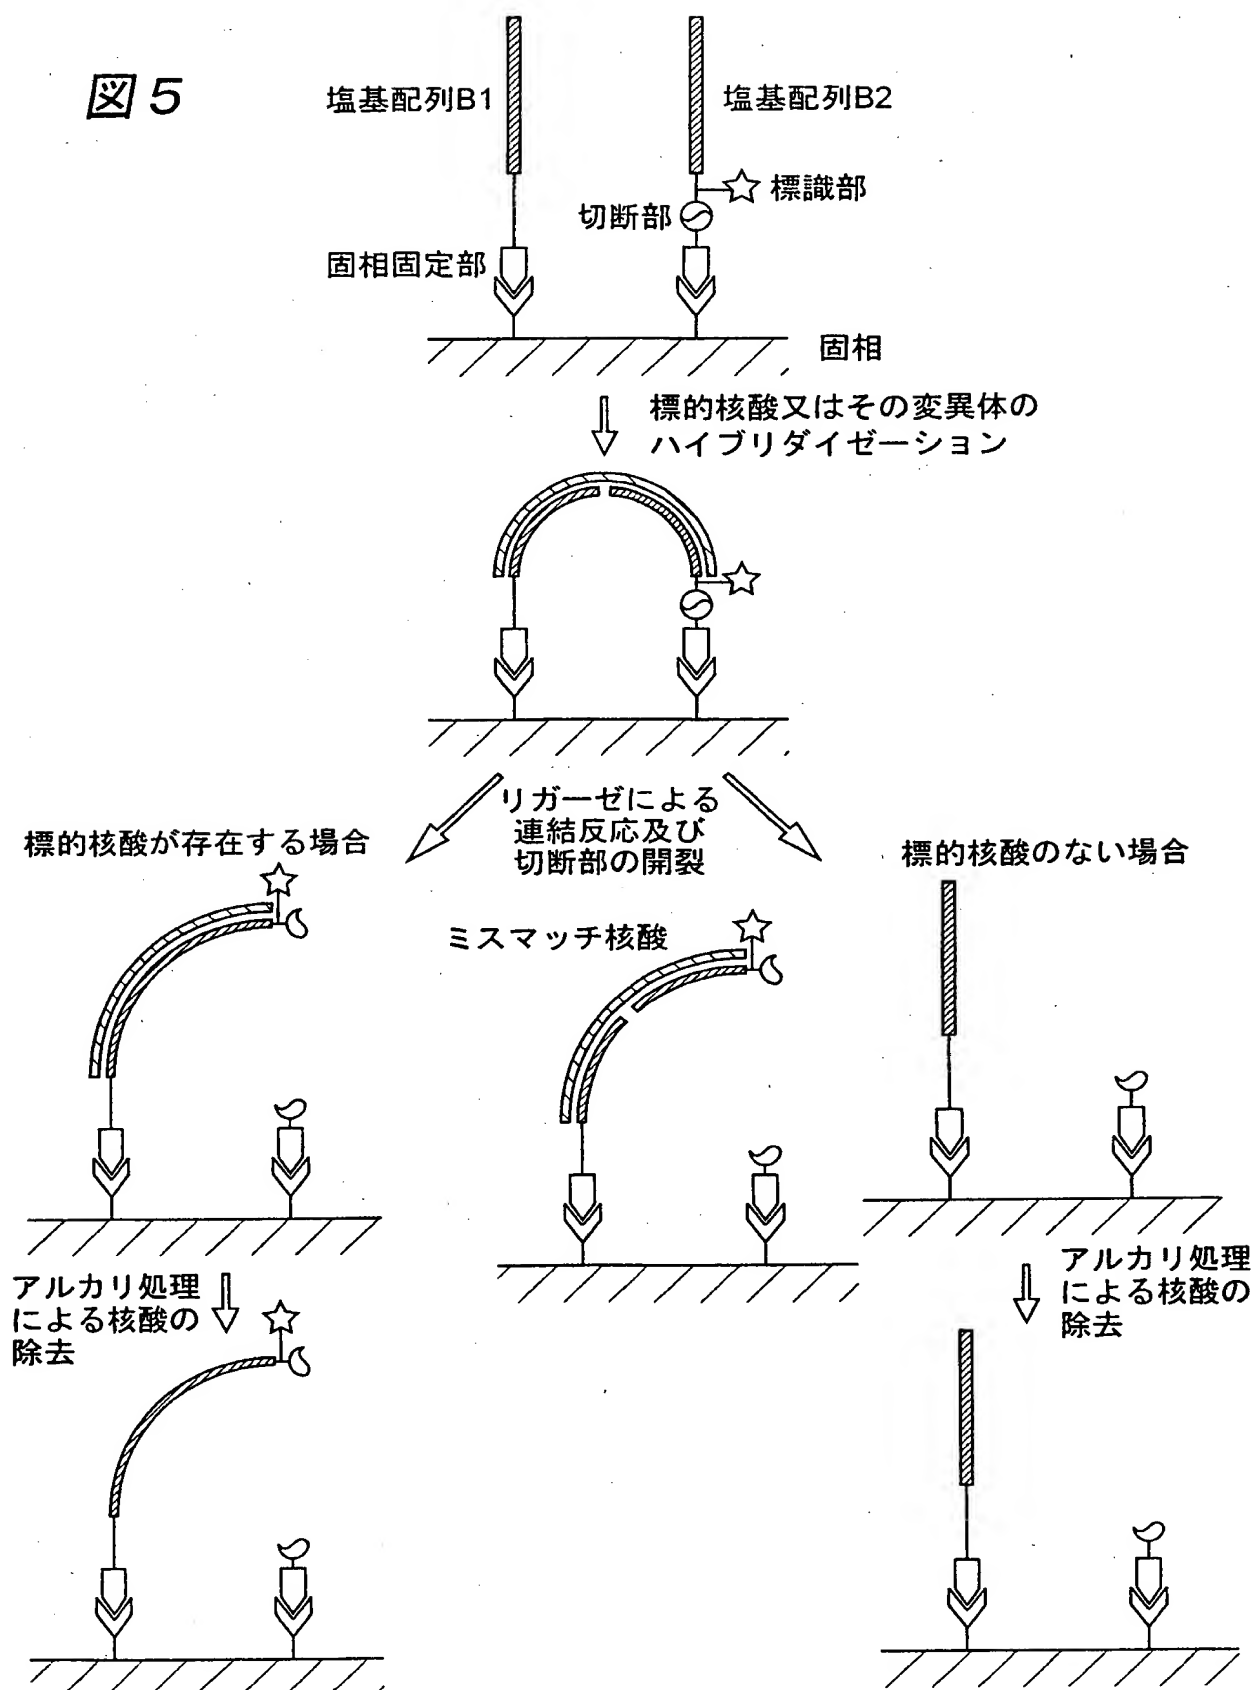 図5
塩基配列B1
塩基配列B2
標識部
切断部
固相固定部
固相
標的核酸又はその変異体の
ハイブリダイゼーション
リガーゼによる
連結反応及び
切断部の開裂
標的核酸が存在する場合
標的核酸のない場合
ミスマッチ核酸
アルカリ処理
による核酸の
除去
アルカリ処理
による核酸の
除去